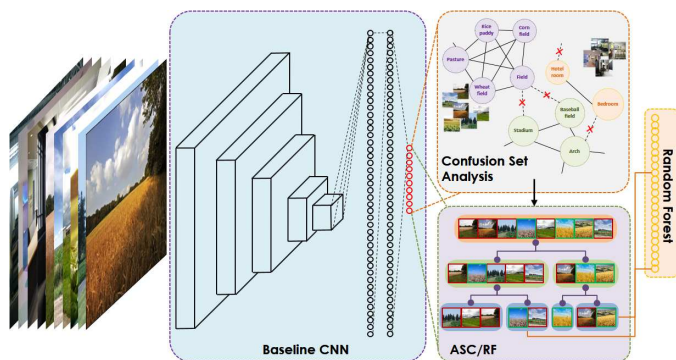 Rice
paddy
Corn
field
Pasture
Wheat
field
Field
Hotel
room
Bedroom
Baseball
field
Stadium
Arch
Confusion Set
Analysis
Random Forest
Baseline CNN
ASC/RF